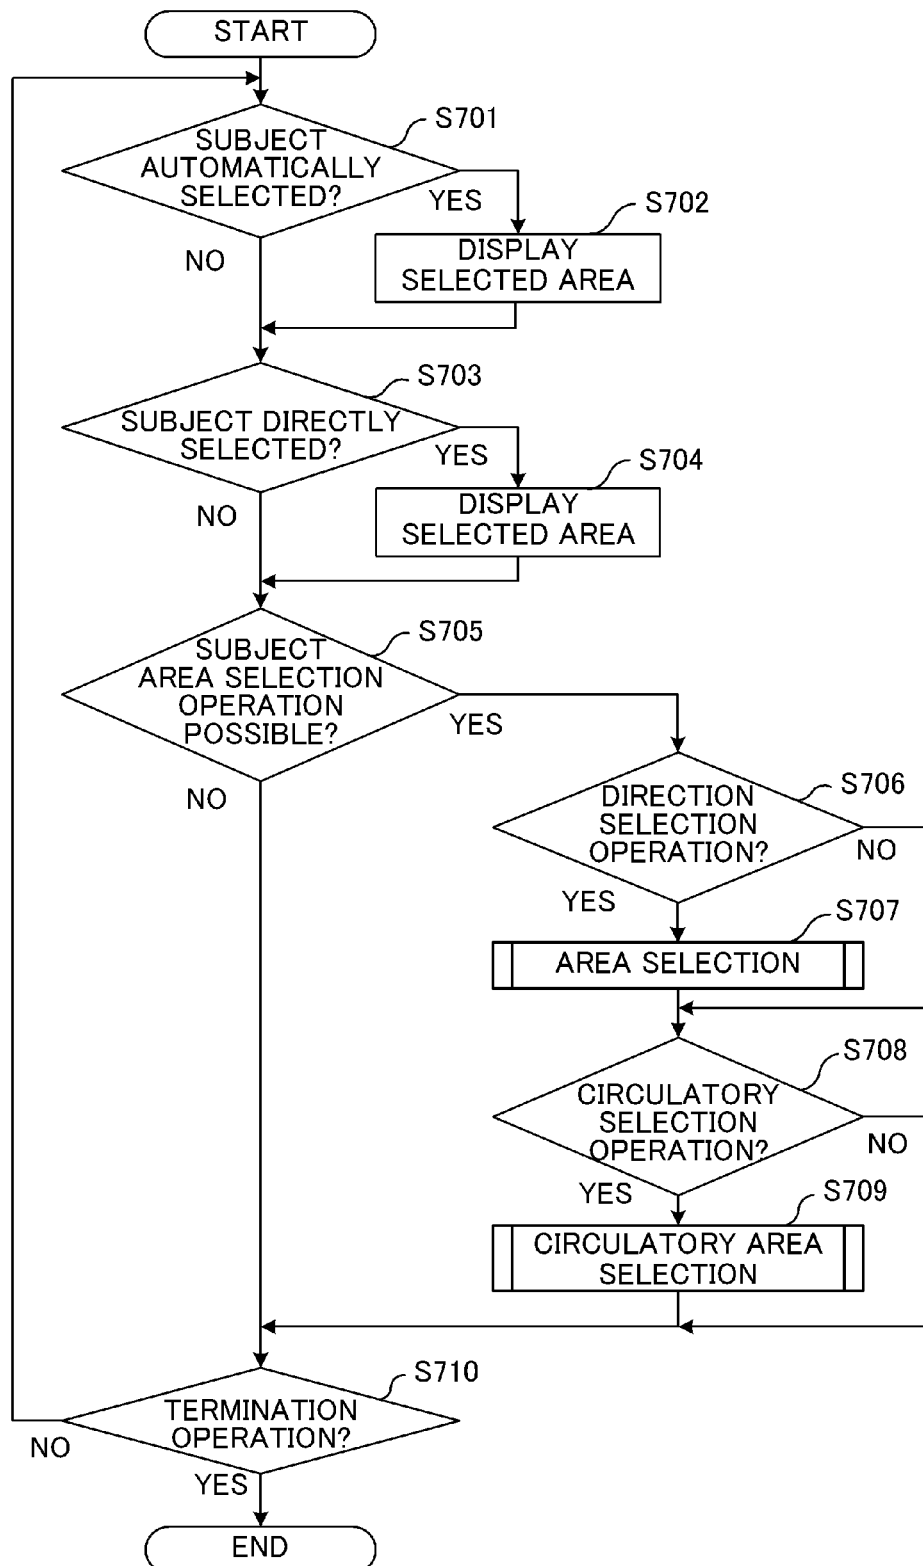 START
S701
SUBJECT
AUTOMATICALLY
SELECTED?
YES
NO
S702
DISPLAY
SELECTED AREA
S703
SUBJECT DIRECTLY
SELECTED?
YES
NO
S704
DISPLAY
SELECTED AREA
S705
SUBJECT
AREA SELECTION
OPERATION
POSSIBLE?
YES
NO
S706
DIRECTION
SELECTION
OPERATION?
NO
YES
S707
AREA SELECTION
S708
CIRCULATORY
SELECTION
OPERATION?
NO
YES
S709
CIRCULATORY AREA
SELECTION
S710
TERMINATION
OPERATION?
NO
YES
END